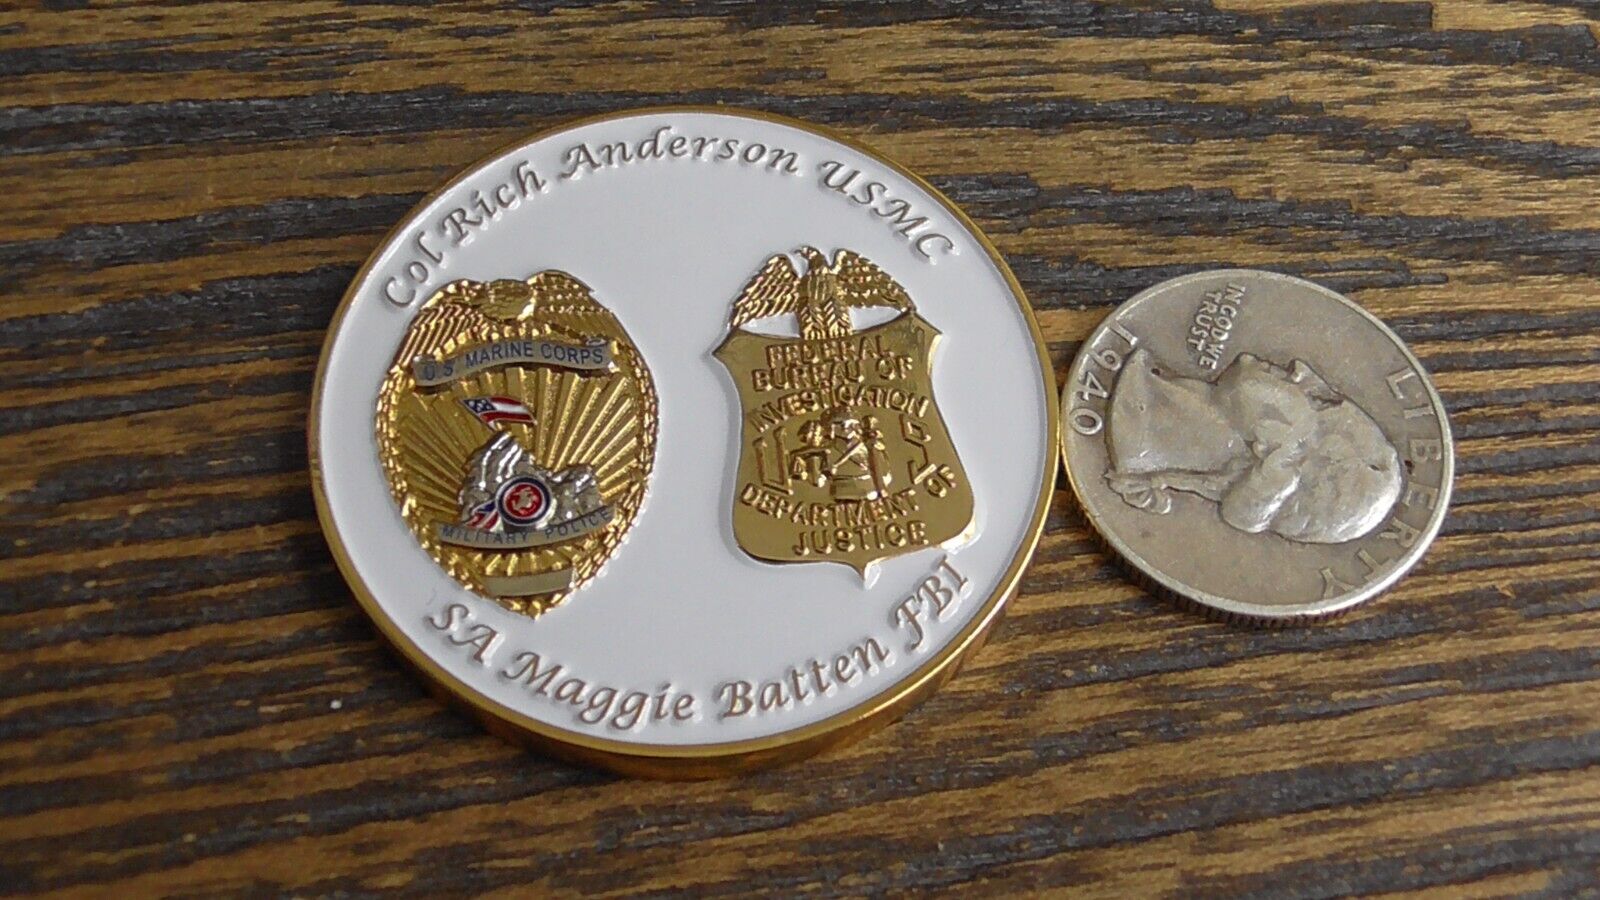 Col Rich Anderson USMC
U S MARINE CORPS
MILITARY POLICE
FEDERAL
BUREAU OF
INVESTIGATION
U S
DEPARTMENT OF
JUSTICE
SA Maggie Batten FBI
LIBERTY
IN GOD WE
TRUST
1940